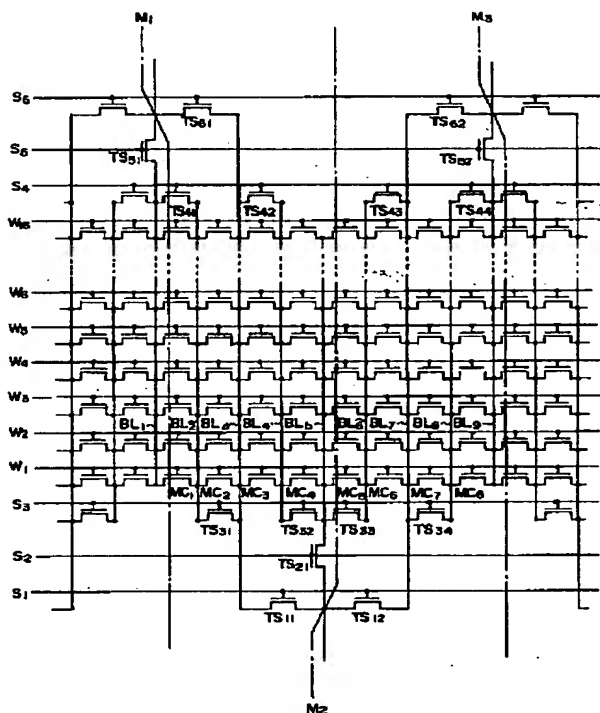 M1 M3
S6
TS61 TS62
S5
TS51 TS52
S4
TS41 TS42 TS43 TS44
W16
W6
W5
W4
W3
BL1~ BL2~ BL3~ BL4~ BL5~ BL6~ BL7~ BL8~ BL9~
W2
W1
MC1 MC2 MC3 MC4 MC5 MC6 MC7 MC8
S3
TS31 TS32 TS33 TS34
S2
TS21
S1
TS11 TS12
M2